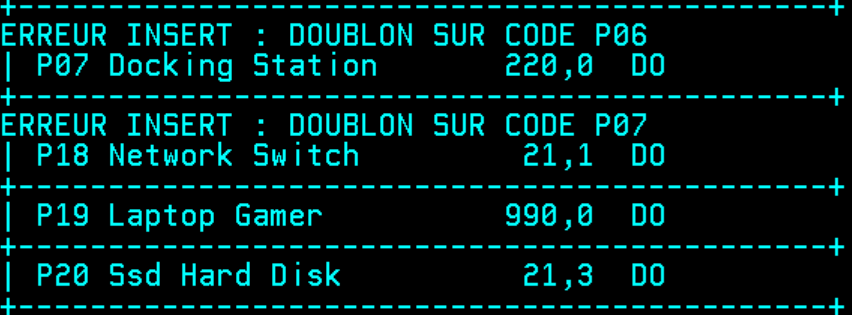 +---------------------------------------------+
ERREUR INSERT : DOUBLON SUR CODE P06
| P07 Docking Station       220,0  DO
+---------------------------------------------+
ERREUR INSERT : DOUBLON SUR CODE P07
| P18 Network Switch         21,1  DO
+---------------------------------------------+
| P19 Laptop Gamer          990,0  DO
+---------------------------------------------+
| P20 Ssd Hard Disk          21,3  DO
+---------------------------------------------+